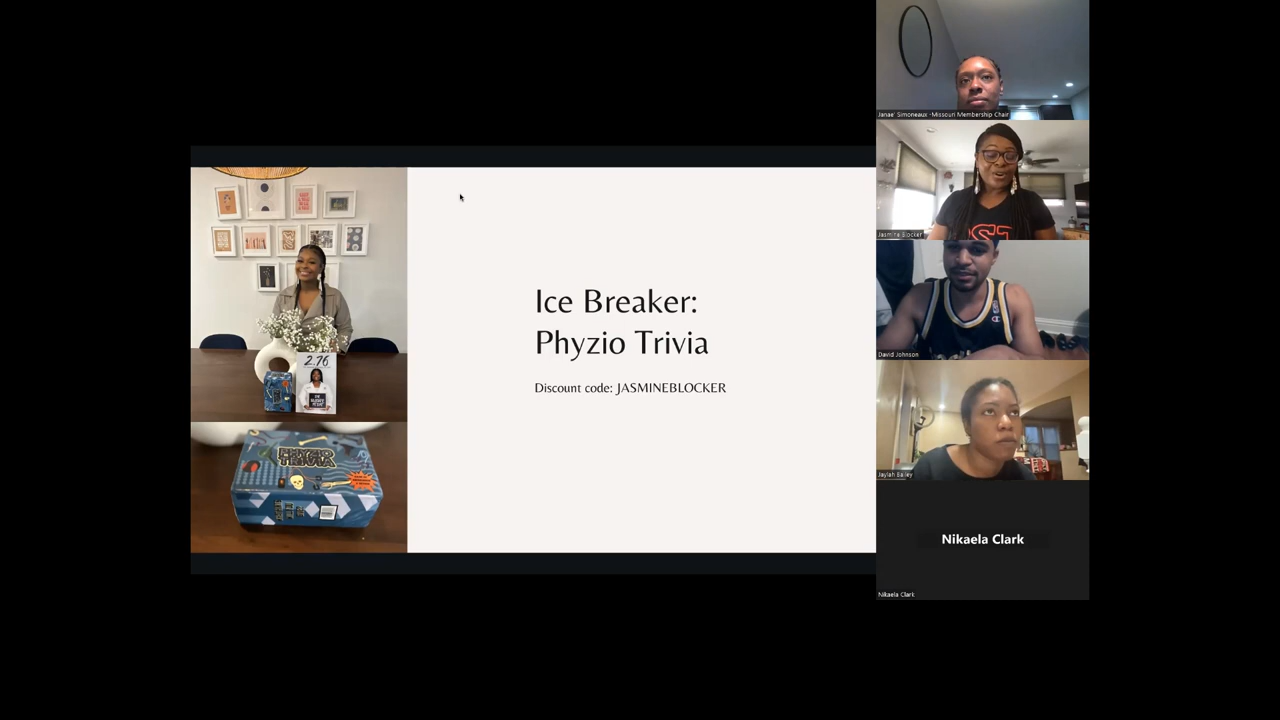 Ice Breaker:
Phyzio Trivia
Discount code: JASMINEBLOCKER
2.76
PHYZIO
TRIVIA
Janae' Simoneaux -Missouri Membership Chair
Jasmine Blocker
David Johnson
Jaylah Bailey
Nikaela Clark
Nikaela Clark